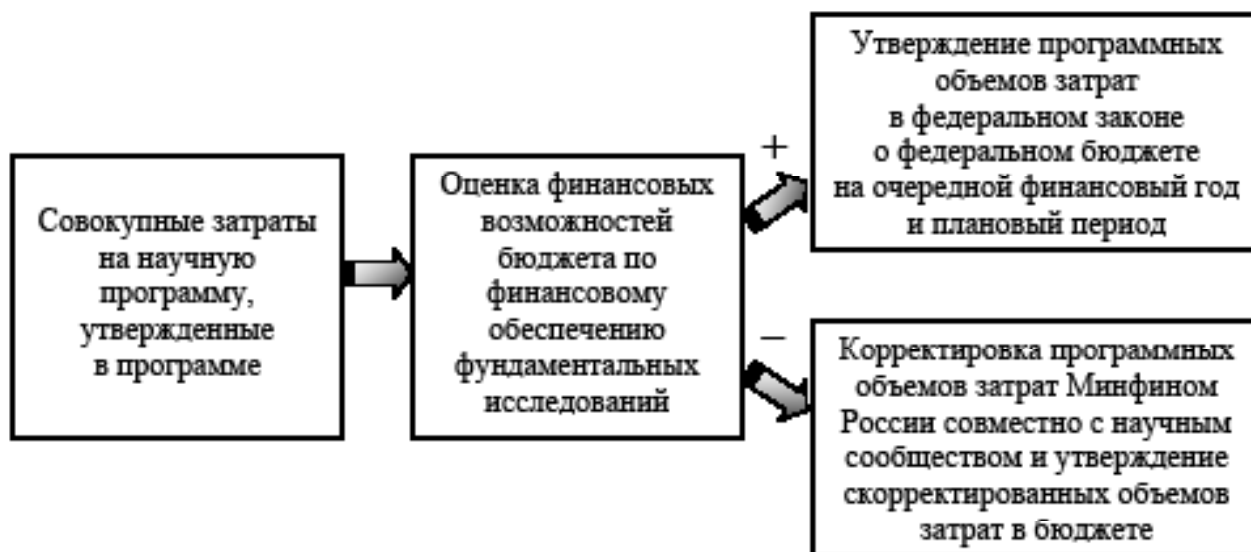 Совокупные затраты
на научную
программу,
утвержденные
в программе
Оценка финансовых
возможностей
бюджета по
финансовому
обеспечению
фундаментальных
исследований
+
Утверждение программных
объемов затрат
в федеральном законе
о федеральном бюджете
на очередной финансовый год
и плановый период
–
Корректировка программных
объемов затрат Минфином
России совместно с научным
сообществом и утверждение
скорректированных объемов
затрат в бюджете